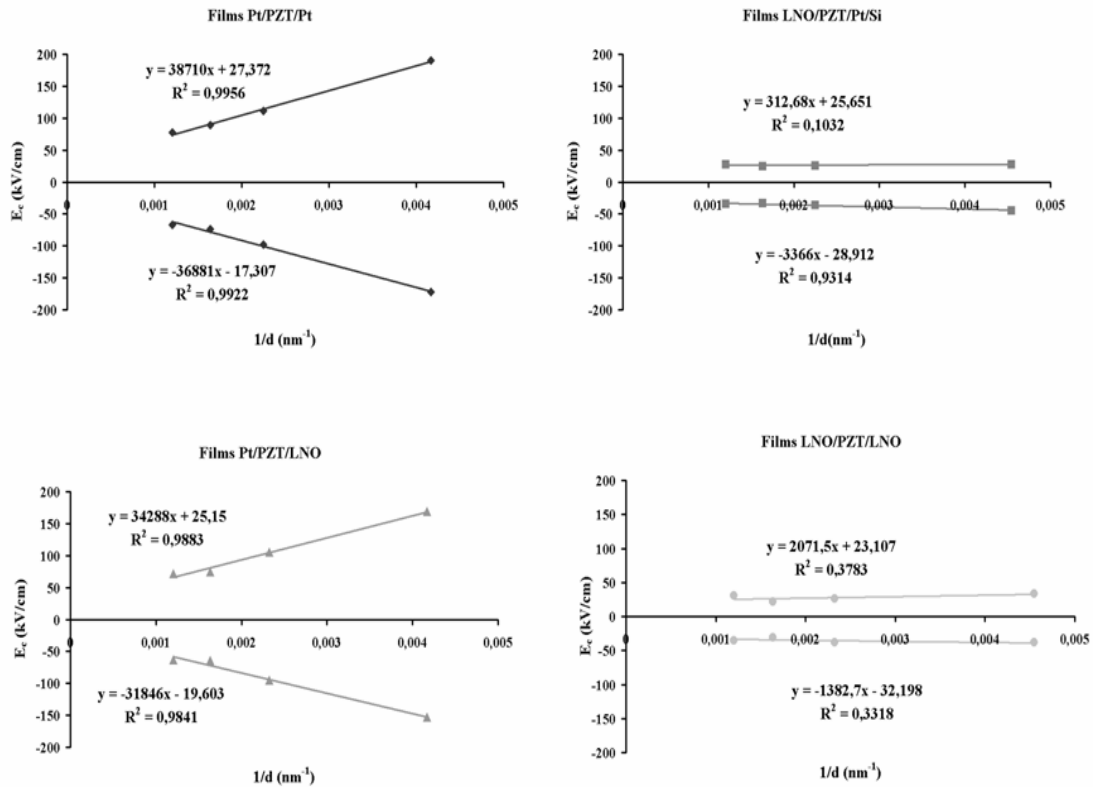 Films Pt/PZT/Pt
200
150
100
50
0
-50
-100
-150
-200
0
0,001
0,002
0,003
0,004
0,005
y = 38710x + 27,372
R² = 0,9956
y = -36881x - 17,307
R² = 0,9922
E_c (kV/cm)
1/d (nm⁻¹)
Films LNO/PZT/Pt/Si
200
150
100
50
0
-50
-100
-150
-200
0
0,001
0,002
0,003
0,004
0,005
y = 312,68x + 25,651
R² = 0,1032
y = -3366x - 28,912
R² = 0,9314
E_c (kV/cm)
1/d(nm⁻¹)
Films Pt/PZT/LNO
200
150
100
50
0
-50
-100
-150
-200
0
0,001
0,002
0,003
0,004
0,005
y = 34288x + 25,15
R² = 0,9883
y = -31846x - 19,603
R² = 0,9841
E_c (kV/cm)
1/d (nm⁻¹)
Films LNO/PZT/LNO
200
150
100
50
0
-50
-100
-150
-200
0
0,001
0,002
0,003
0,004
0,005
y = 2071,5x + 23,107
R² = 0,3783
y = -1382,7x - 32,198
R² = 0,3318
E_c (kV/cm)
1/d (nm⁻¹)